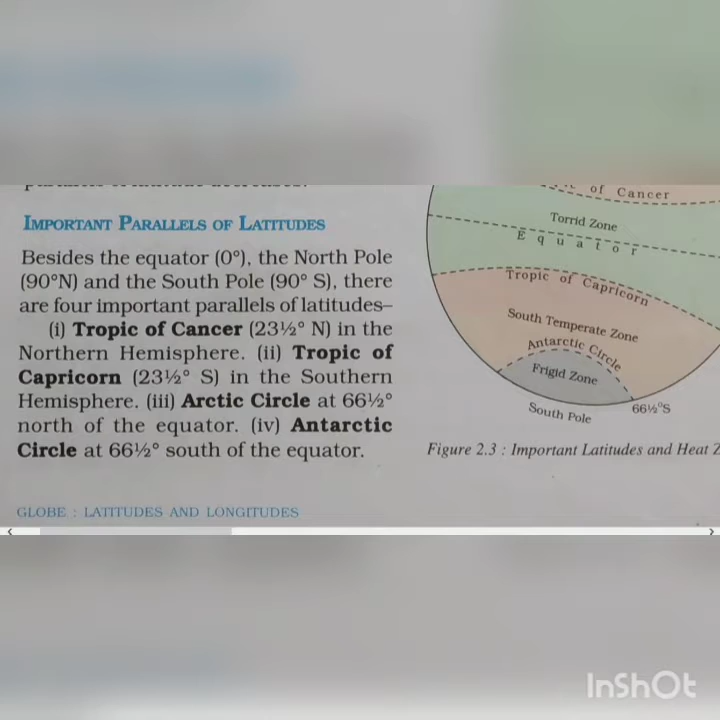 IMPORTANT PARALLELS OF LATITUDES
Besides the equator (0°), the North Pole
(90°N) and the South Pole (90° S), there
are four important parallels of latitudes–
(i) Tropic of Cancer (23½° N) in the
Northern Hemisphere. (ii) Tropic of
Capricorn (23½° S) in the Southern
Hemisphere. (iii) Arctic Circle at 66½°
north of the equator. (iv) Antarctic
Circle at 66½° south of the equator.
GLOBE : LATITUDES AND LONGITUDES
of Cancer
Torrid Zone
Equator
Tropic of Capricorn
South Temperate Zone
Antarctic Circle
Frigid Zone
South Pole
66½°S
Figure 2.3 : Important Latitudes and Heat Z
InShOt